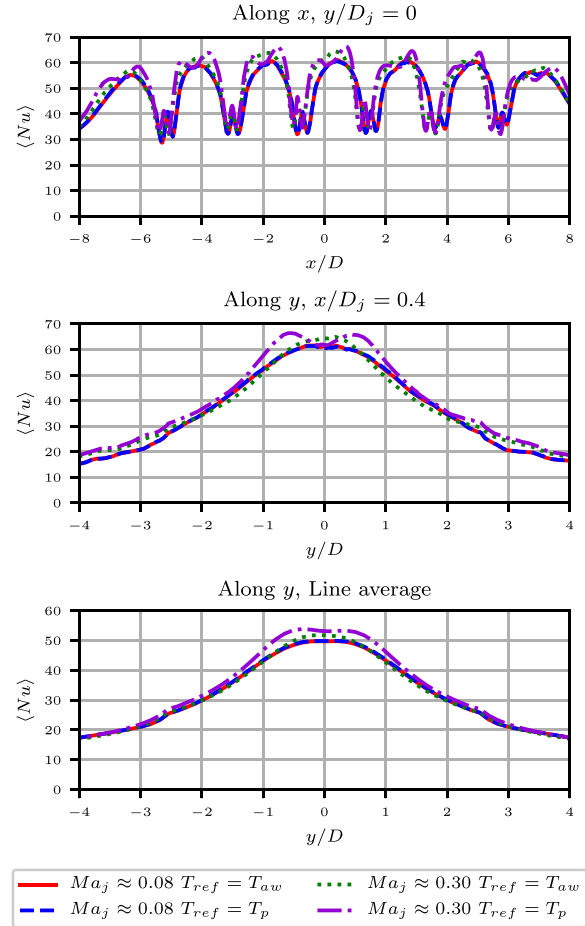 Along x, y/D_j = 0
70
60
50
40
30
20
10
0
⟨Nu⟩
−8 −6 −4 −2 0 2 4 6 8
x/D
Along y, x/D_j = 0.4
70
60
50
40
30
20
10
0
⟨Nu⟩
−4 −3 −2 −1 0 1 2 3 4
y/D
Along y, Line average
60
50
40
30
20
10
0
⟨Nu⟩
−4 −3 −2 −1 0 1 2 3 4
y/D
Ma_j ≈ 0.08 T_ref = T_aw
Ma_j ≈ 0.08 T_ref = T_p
Ma_j ≈ 0.30 T_ref = T_aw
Ma_j ≈ 0.30 T_ref = T_p